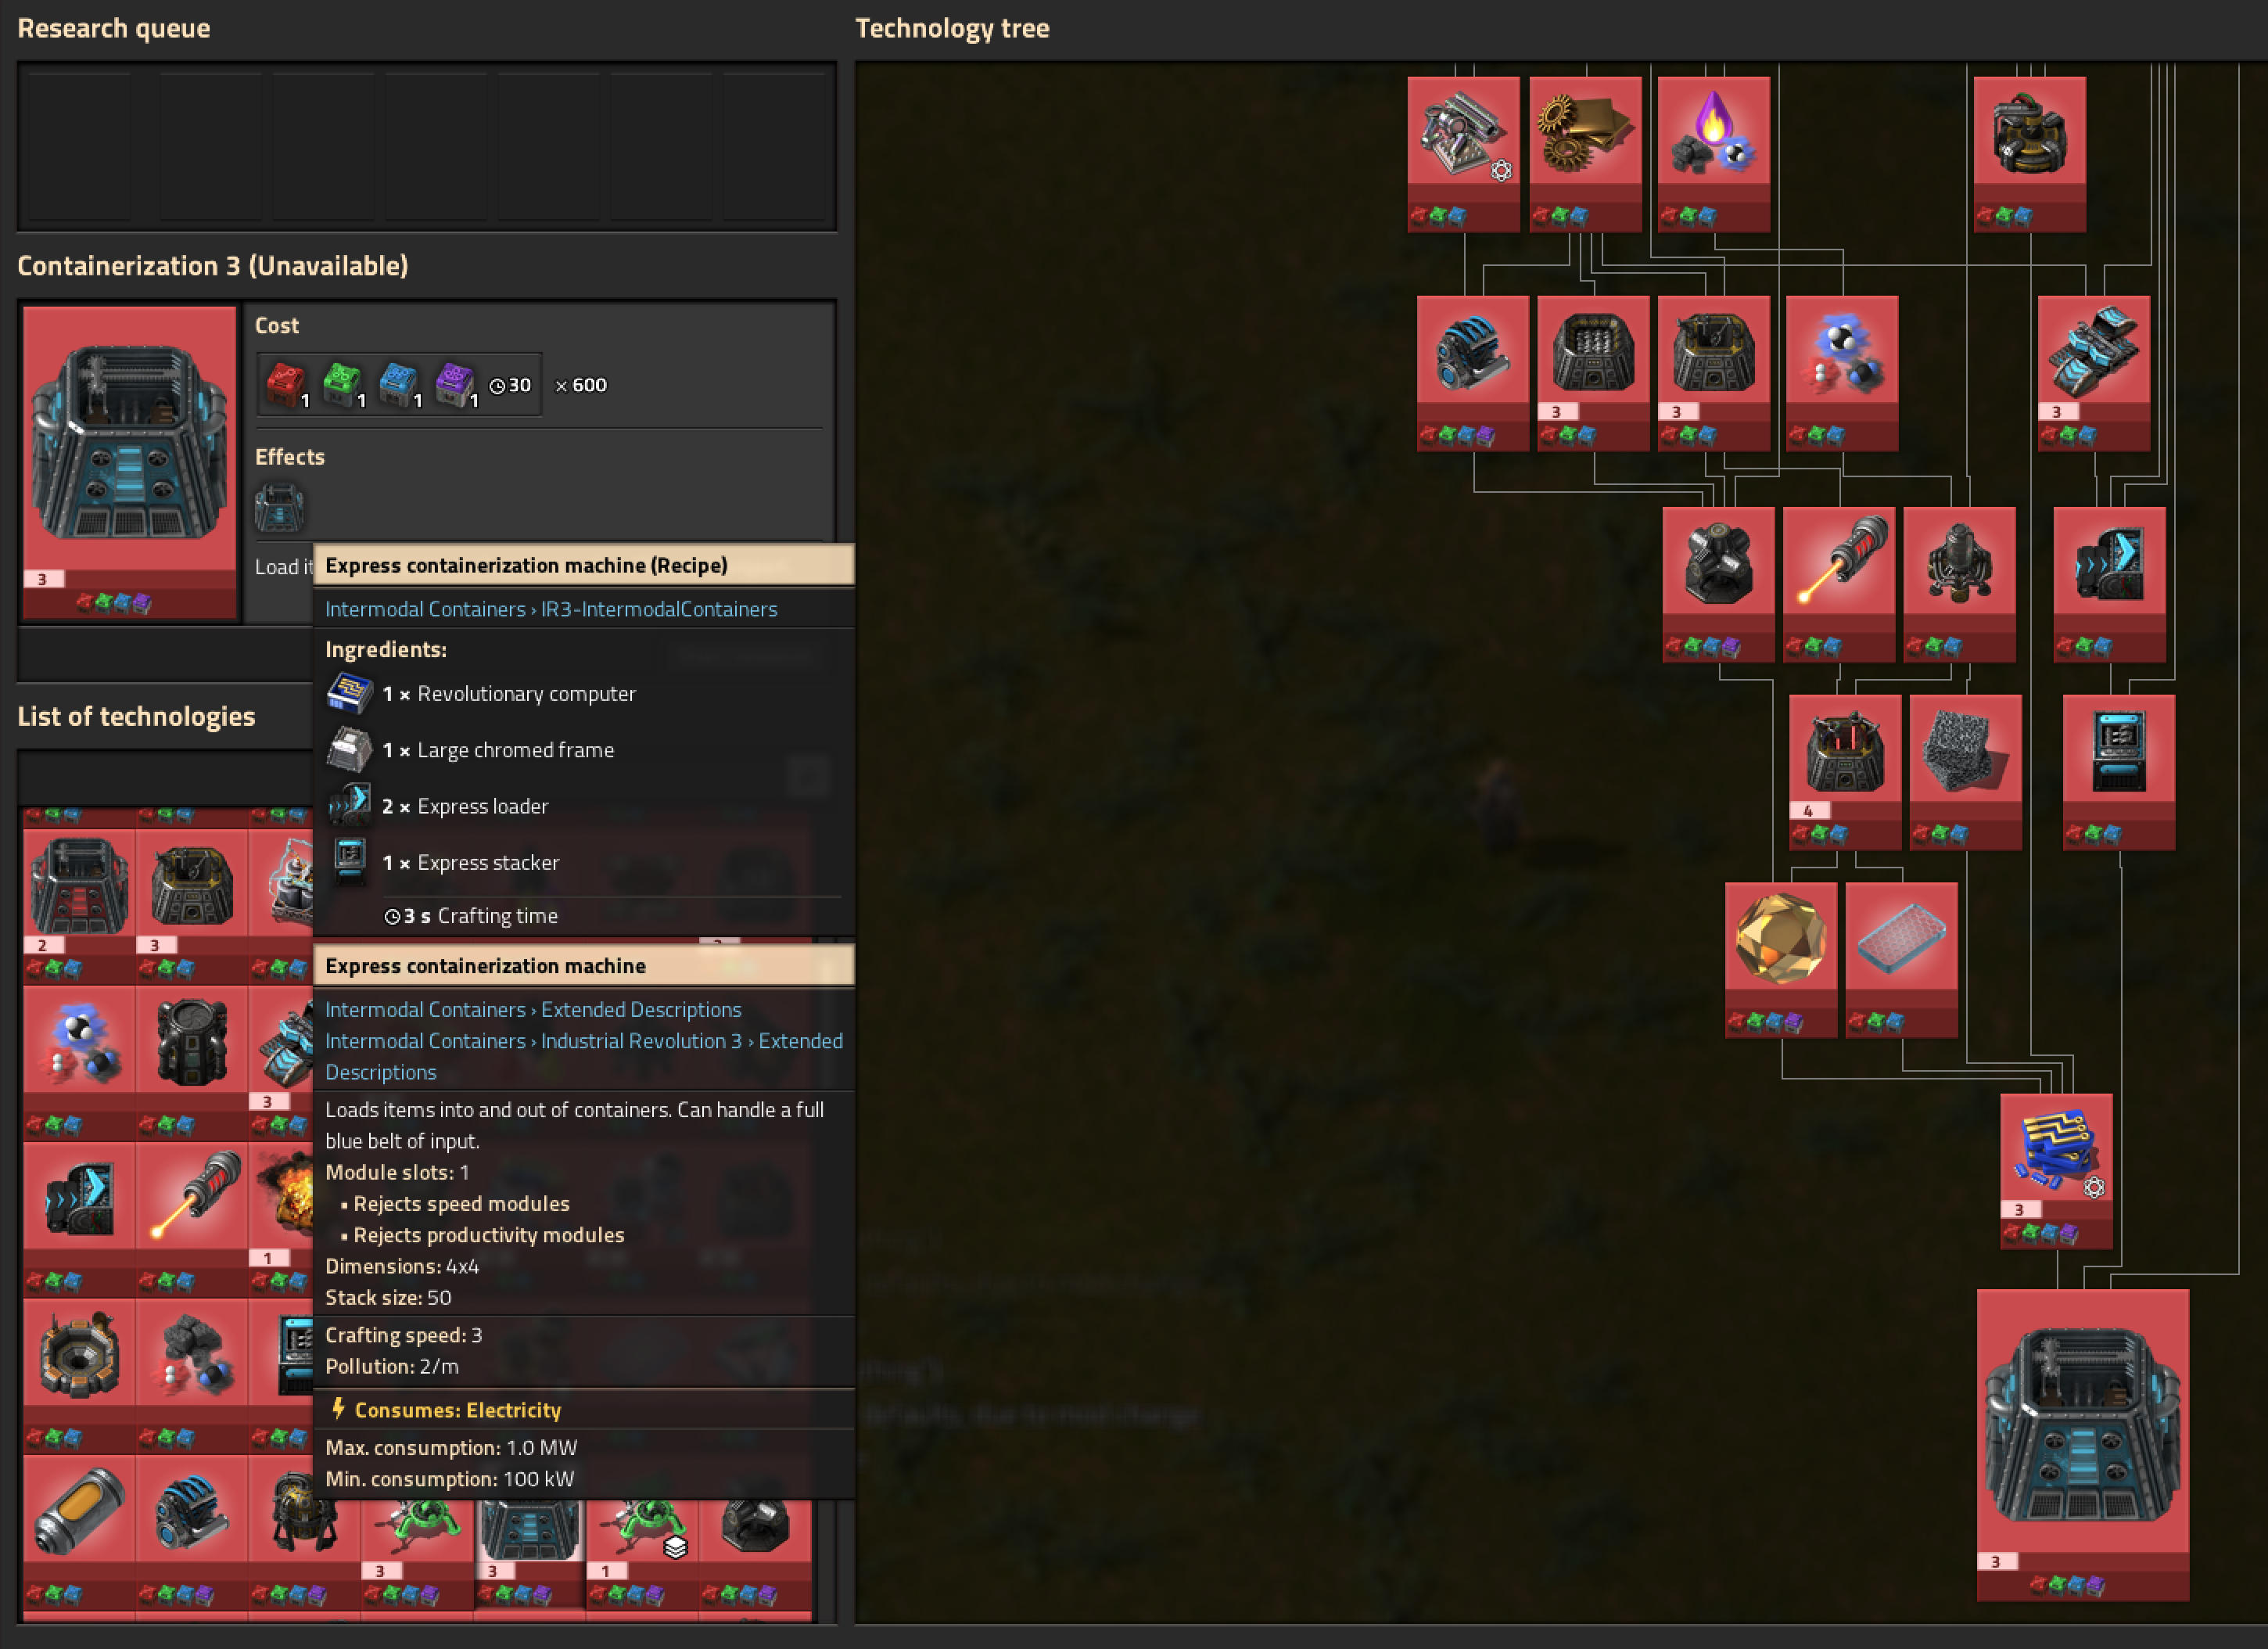 Research queue
Technology tree
Containerization 3 (Unavailable)
Cost
1 1 1 1 30 × 600
Effects
3
Load it
Express containerization machine (Recipe)
Intermodal Containers › IR3-IntermodalContainers
Ingredients:
1 × Revolutionary computer
1 × Large chromed frame
2 × Express loader
1 × Express stacker
3 s Crafting time
Express containerization machine
Intermodal Containers › Extended Descriptions
Intermodal Containers › Industrial Revolution 3 › Extended
Descriptions
Loads items into and out of containers. Can handle a full
blue belt of input.
Module slots: 1
▪ Rejects speed modules
▪ Rejects productivity modules
Dimensions: 4x4
Stack size: 50
Crafting speed: 3
Pollution: 2/m
Consumes: Electricity
Max. consumption: 1.0 MW
Min. consumption: 100 kW
List of technologies
2 3
3
1
3 3 1
3 3 3
4
3
3